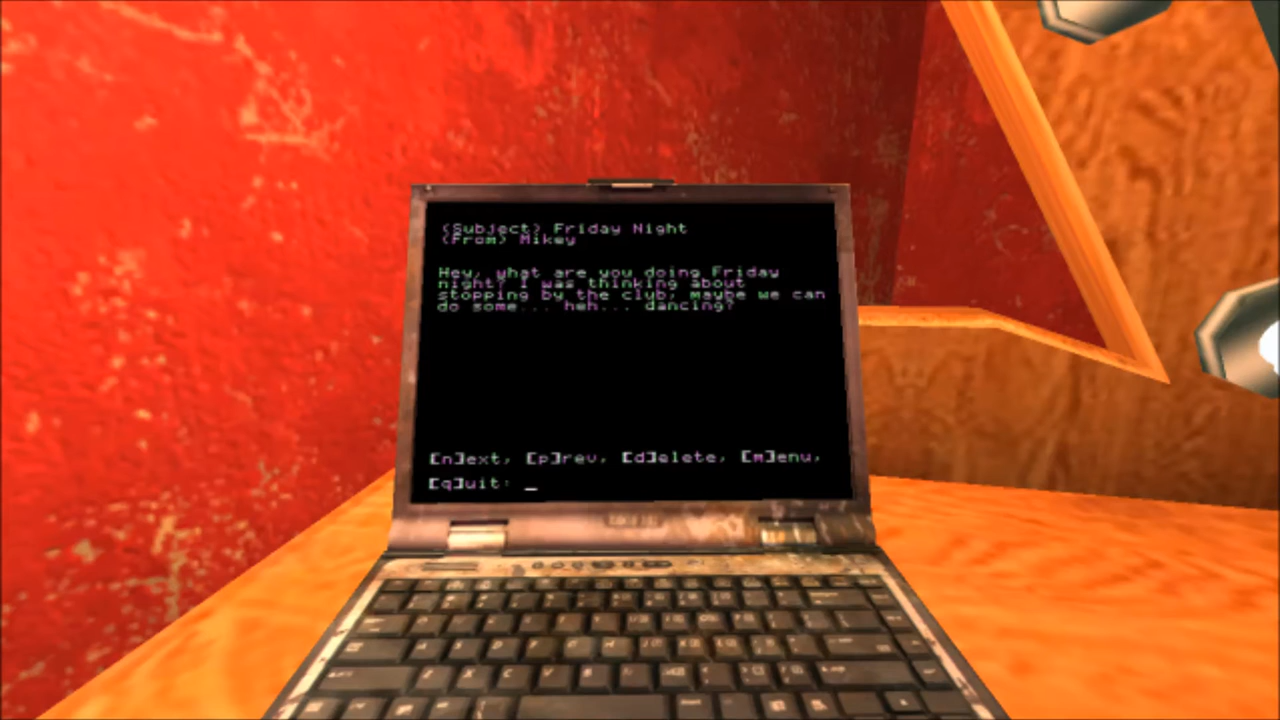 (Subject) Friday Night
(From) Mikey
Hey, what are you doing Friday
night? I was thinking about
stopping by the club, maybe we can
do some... heh... dancing?
[n]ext, [p]rev, [d]elete, [m]enu,
[q]uit: _